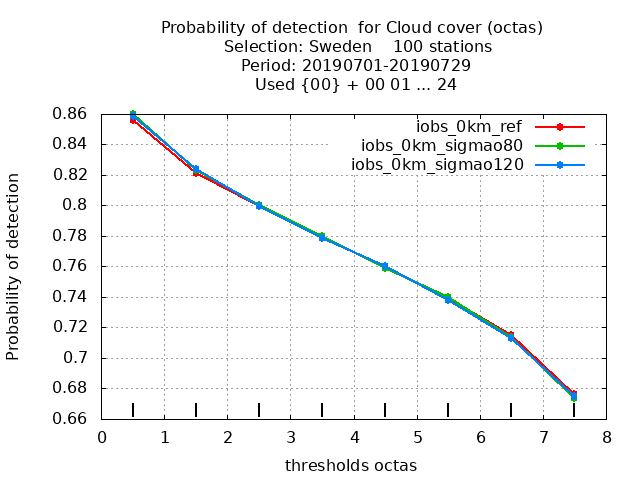 Probability of detection  for Cloud cover (octas)
Selection: Sweden    100 stations
Period: 20190701-20190729
Used {00} + 00 01 ... 24
iobs_0km_ref
iobs_0km_sigmao80
iobs_0km_sigmao120
Probability of detection
0.86
0.84
0.82
0.8
0.78
0.76
0.74
0.72
0.7
0.68
0.66
0 1 2 3 4 5 6 7 8
thresholds octas